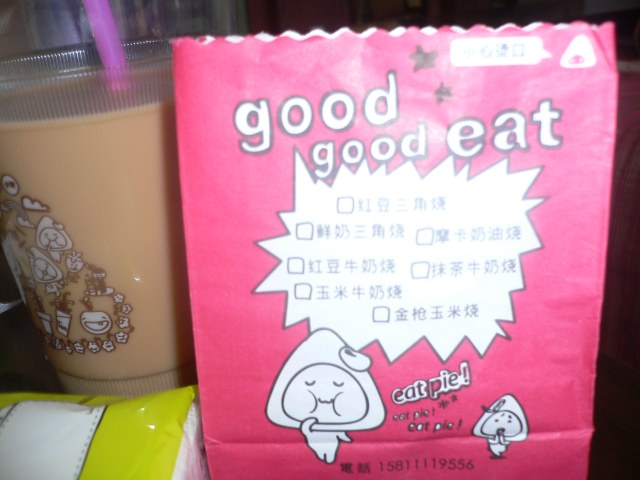 小心烫口
good
good eat
红豆三角烧
鲜奶三角烧 摩卡奶油烧
红豆牛奶烧 抹茶牛奶烧
玉米牛奶烧
金枪玉米烧
eat pie!
eat pie!
eat pie!
電話 15811119556